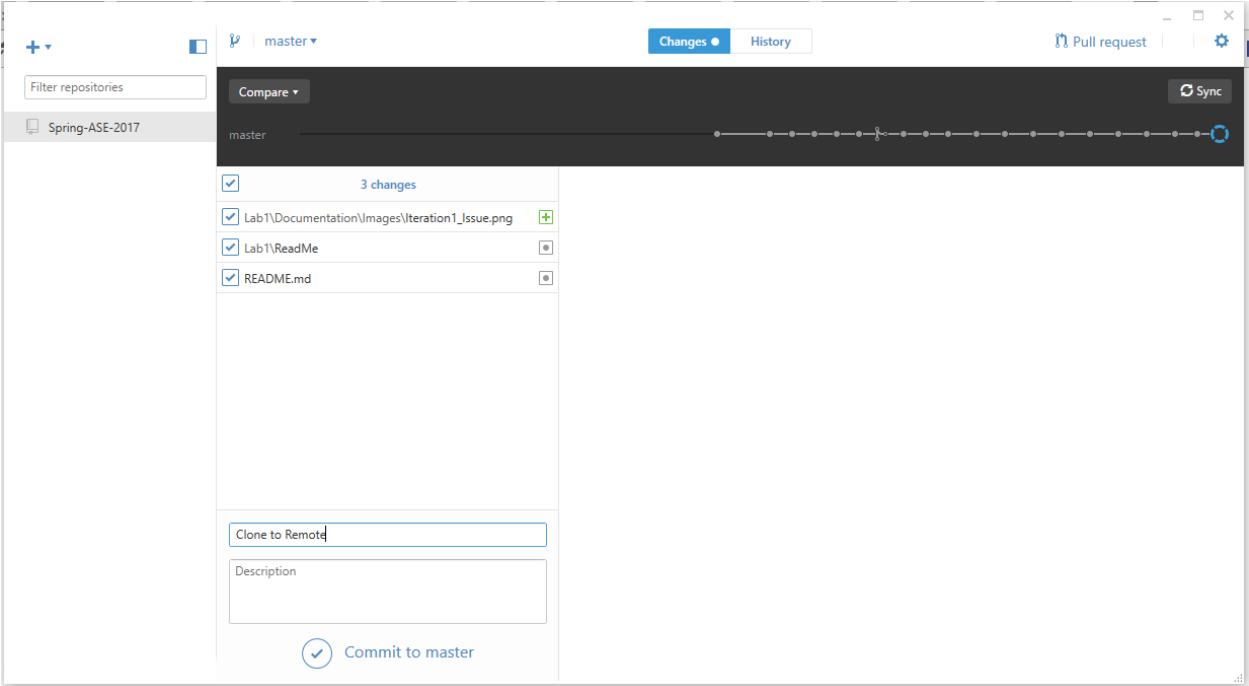 master
Changes
History
Pull request
Filter repositories
Spring-ASE-2017
Compare
Sync
master
3 changes
Lab1\Documentation\Images\Iteration1_Issue.png
Lab1\ReadMe
README.md
Clone to Remote
Description
Commit to master